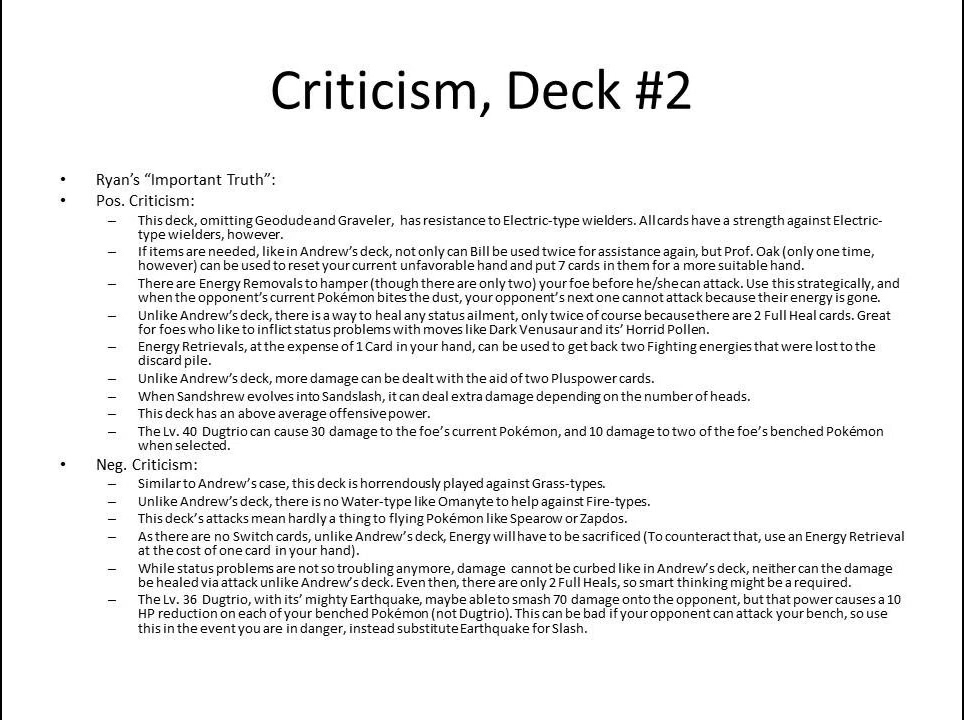 Criticism, Deck #2
• Ryan's “Important Truth”:
• Pos. Criticism:
– This deck, omitting Geodude and Graveler, has resistance to Electric-type wielders. All cards have a strength against Electric-
type wielders, however.
– If items are needed, like in Andrew's deck, not only can Bill be used twice for assistance again, but Prof. Oak (only one time,
however) can be used to reset your current unfavorable hand and put 7 cards in them for a more suitable hand.
– There are Energy Removals to hamper (though there are only two) your foe before he/she can attack. Use this strategically, and
when the opponent's current Pokémon bites the dust, your opponent's next one cannot attack because their energy is gone.
– Unlike Andrew's deck, there is a way to heal any status ailment, only twice of course because there are 2 Full Heal cards. Great
for foes who like to inflict status problems with moves like Dark Venusaur and its' Horrid Pollen.
– Energy Retrievals, at the expense of 1 Card in your hand, can be used to get back two Fighting energies that were lost to the
discard pile.
– Unlike Andrew's deck, more damage can be dealt with the aid of two Pluspower cards.
– When Sandshrew evolves into Sandslash, it can deal extra damage depending on the number of heads.
– This deck has an above average offensive power.
– The Lv. 40 Dugtrio can cause 30 damage to the foe's current Pokémon, and 10 damage to two of the foe's benched Pokémon
when selected.
• Neg. Criticism:
– Similar to Andrew's case, this deck is horrendously played against Grass-types.
– Unlike Andrew's deck, there is no Water-type like Omanyte to help against Fire-types.
– This deck's attacks mean hardly a thing to flying Pokémon like Spearow or Zapdos.
– As there are no Switch cards, unlike Andrew's deck, Energy will have to be sacrificed (To counteract that, use an Energy Retrieval
at the cost of one card in your hand).
– While status problems are not so troubling anymore, damage cannot be curbed like in Andrew's deck, neither can the damage
be healed via attack unlike Andrew's deck. Even then, there are only 2 Full Heals, so smart thinking might be a required.
– The Lv. 36 Dugtrio, with its' mighty Earthquake, maybe able to smash 70 damage onto the opponent, but that power causes a 10
HP reduction on each of your benched Pokémon (not Dugtrio). This can be bad if your opponent can attack your bench, so use
this in the event you are in danger, instead substitute Earthquake for Slash.